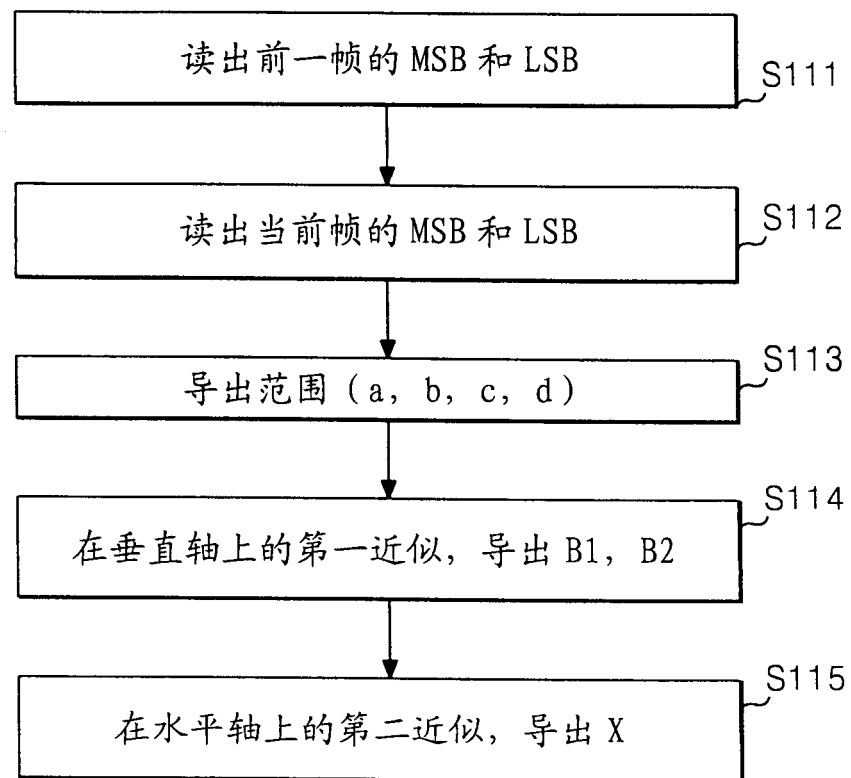 读出前一帧的 MSB 和 LSB
S111
读出当前帧的 MSB 和 LSB
S112
导出范围 (a, b, c, d)
S113
在垂直轴上的第一近似, 导出 B1, B2
S114
在水平轴上的第二近似, 导出 X
S115